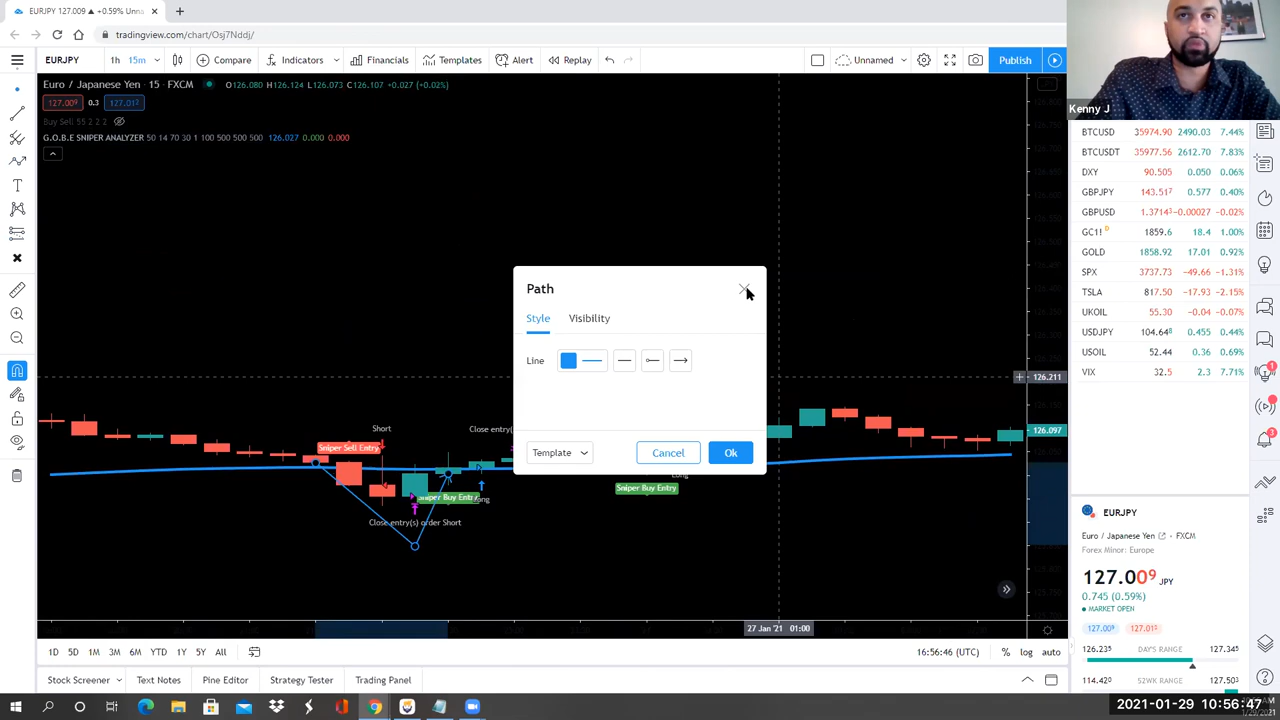 EURJPY 127.009 ▲ +0.59% Unna
tradingview.com/chart/Osj7Nddj/
EURJPY 1h 15m Compare Indicators Financials Templates Alert Replay Unnamed Publish
Euro / Japanese Yen · 15 · FXCM O126.080 H126.124 L126.073 C126.107 +0.027 (+0.02%)
127.009 0.3 127.012
Buy Sell 55 2 2 2
G.O.B.E SNIPER ANALYZER 50 14 70 30 1 100 500 500 500 126.027 0.000 0.000
Kenny J
BTCUSD 35974.90 2490.03 7.44%
BTCUSDT 35977.56 2612.70 7.83%
DXY 90.505 0.050 0.06%
GBPJPY 143.517 0.577 0.40%
GBPUSD 1.37143 -0.00027 -0.02%
GC1! D 1859.6 18.4 1.00%
GOLD 1858.92 17.01 0.92%
SPX 3737.73 -49.66 -1.31%
TSLA 817.50 -17.93 -2.15%
UKOIL 55.30 -0.04 -0.07%
USDJPY 104.648 0.455 0.44%
USOIL 52.44 0.36 0.69%
VIX 32.5 2.3 7.71%
Path
Style Visibility
Line
Template Cancel Ok
126.211
126.097
Short
Close entry(s)
Sniper Sell Entry
Sniper Buy Entry
Sniper Buy Entry
Close entry(s) order Short
27 Jan '21 01:00
EURJPY
Euro / Japanese Yen · FXCM
Forex Minor: Europe
127.009 JPY
0.745 (0.59%)
MARKET OPEN
127.009 127.012
126.235 DAY'S RANGE 127.345
114.420 52WK RANGE 127.503
1D 5D 1M 3M 6M YTD 1Y 5Y All 16:56:46 (UTC) % log auto
Stock Screener Text Notes Pine Editor Strategy Tester Trading Panel
2021-01-29 10:56:47